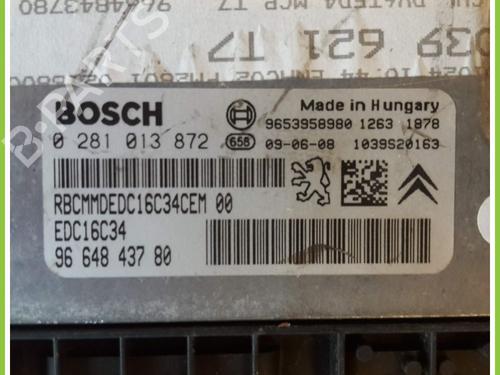 BOSCH
Made in Hungary
9653958980 1263 1878
0 281 013 872
658
09-06-08 1039S20163
RBCMMDEDC16C34CEM 00
EDC16C34
96 648 437 80